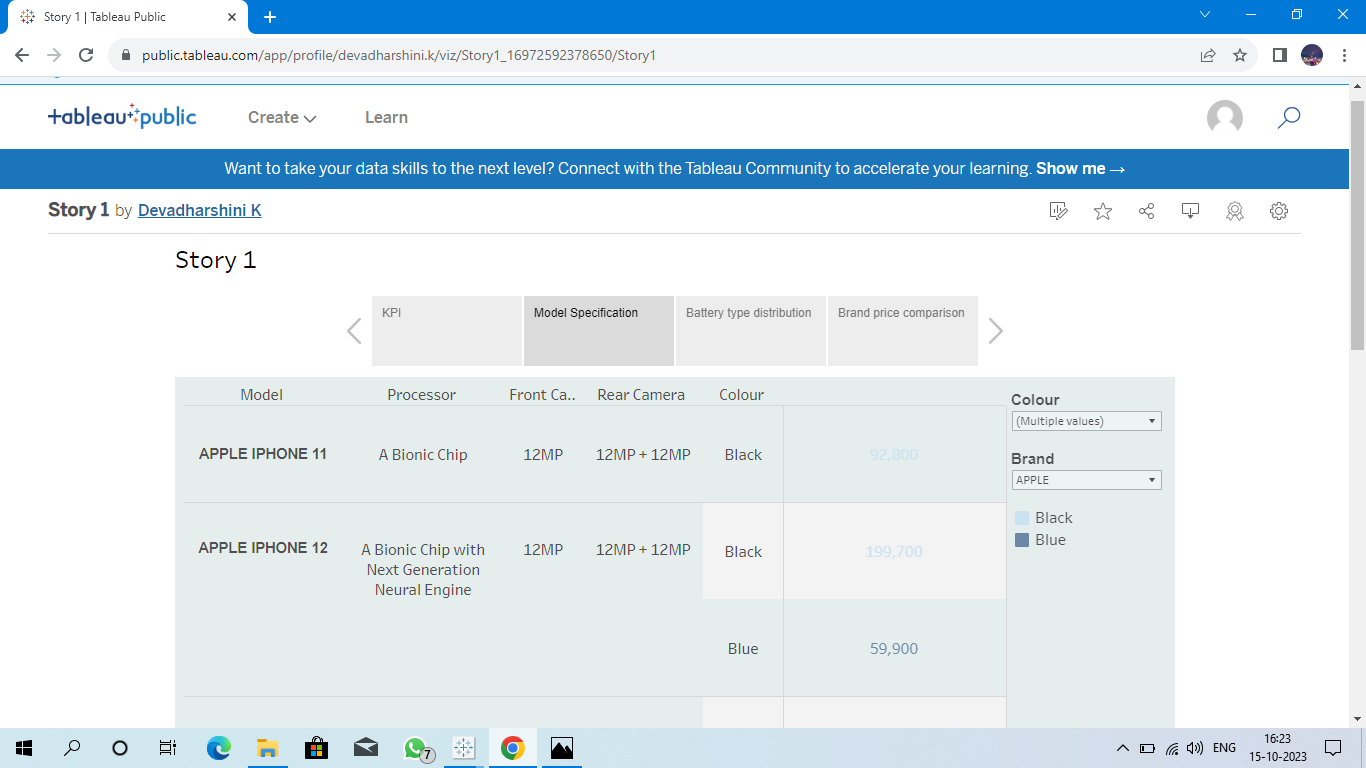 Story 1 | Tableau Public
public.tableau.com/app/profile/devadharshini.k/viz/Story1_16972592378650/Story1
+ableau public
Create
Learn
Want to take your data skills to the next level? Connect with the Tableau Community to accelerate your learning. Show me →
Story 1 by Devadharshini K
Story 1
KPI
Model Specification
Battery type distribution
Brand price comparison
Model Processor Front Ca.. Rear Camera Colour
APPLE IPHONE 11 A Bionic Chip 12MP 12MP + 12MP Black 92,800
APPLE IPHONE 12 A Bionic Chip with 12MP 12MP + 12MP Black 199,700
Next Generation
Neural Engine
Blue 59,900
Colour
(Multiple values)
Brand
APPLE
Black
Blue
7
ENG
16:23
15-10-2023